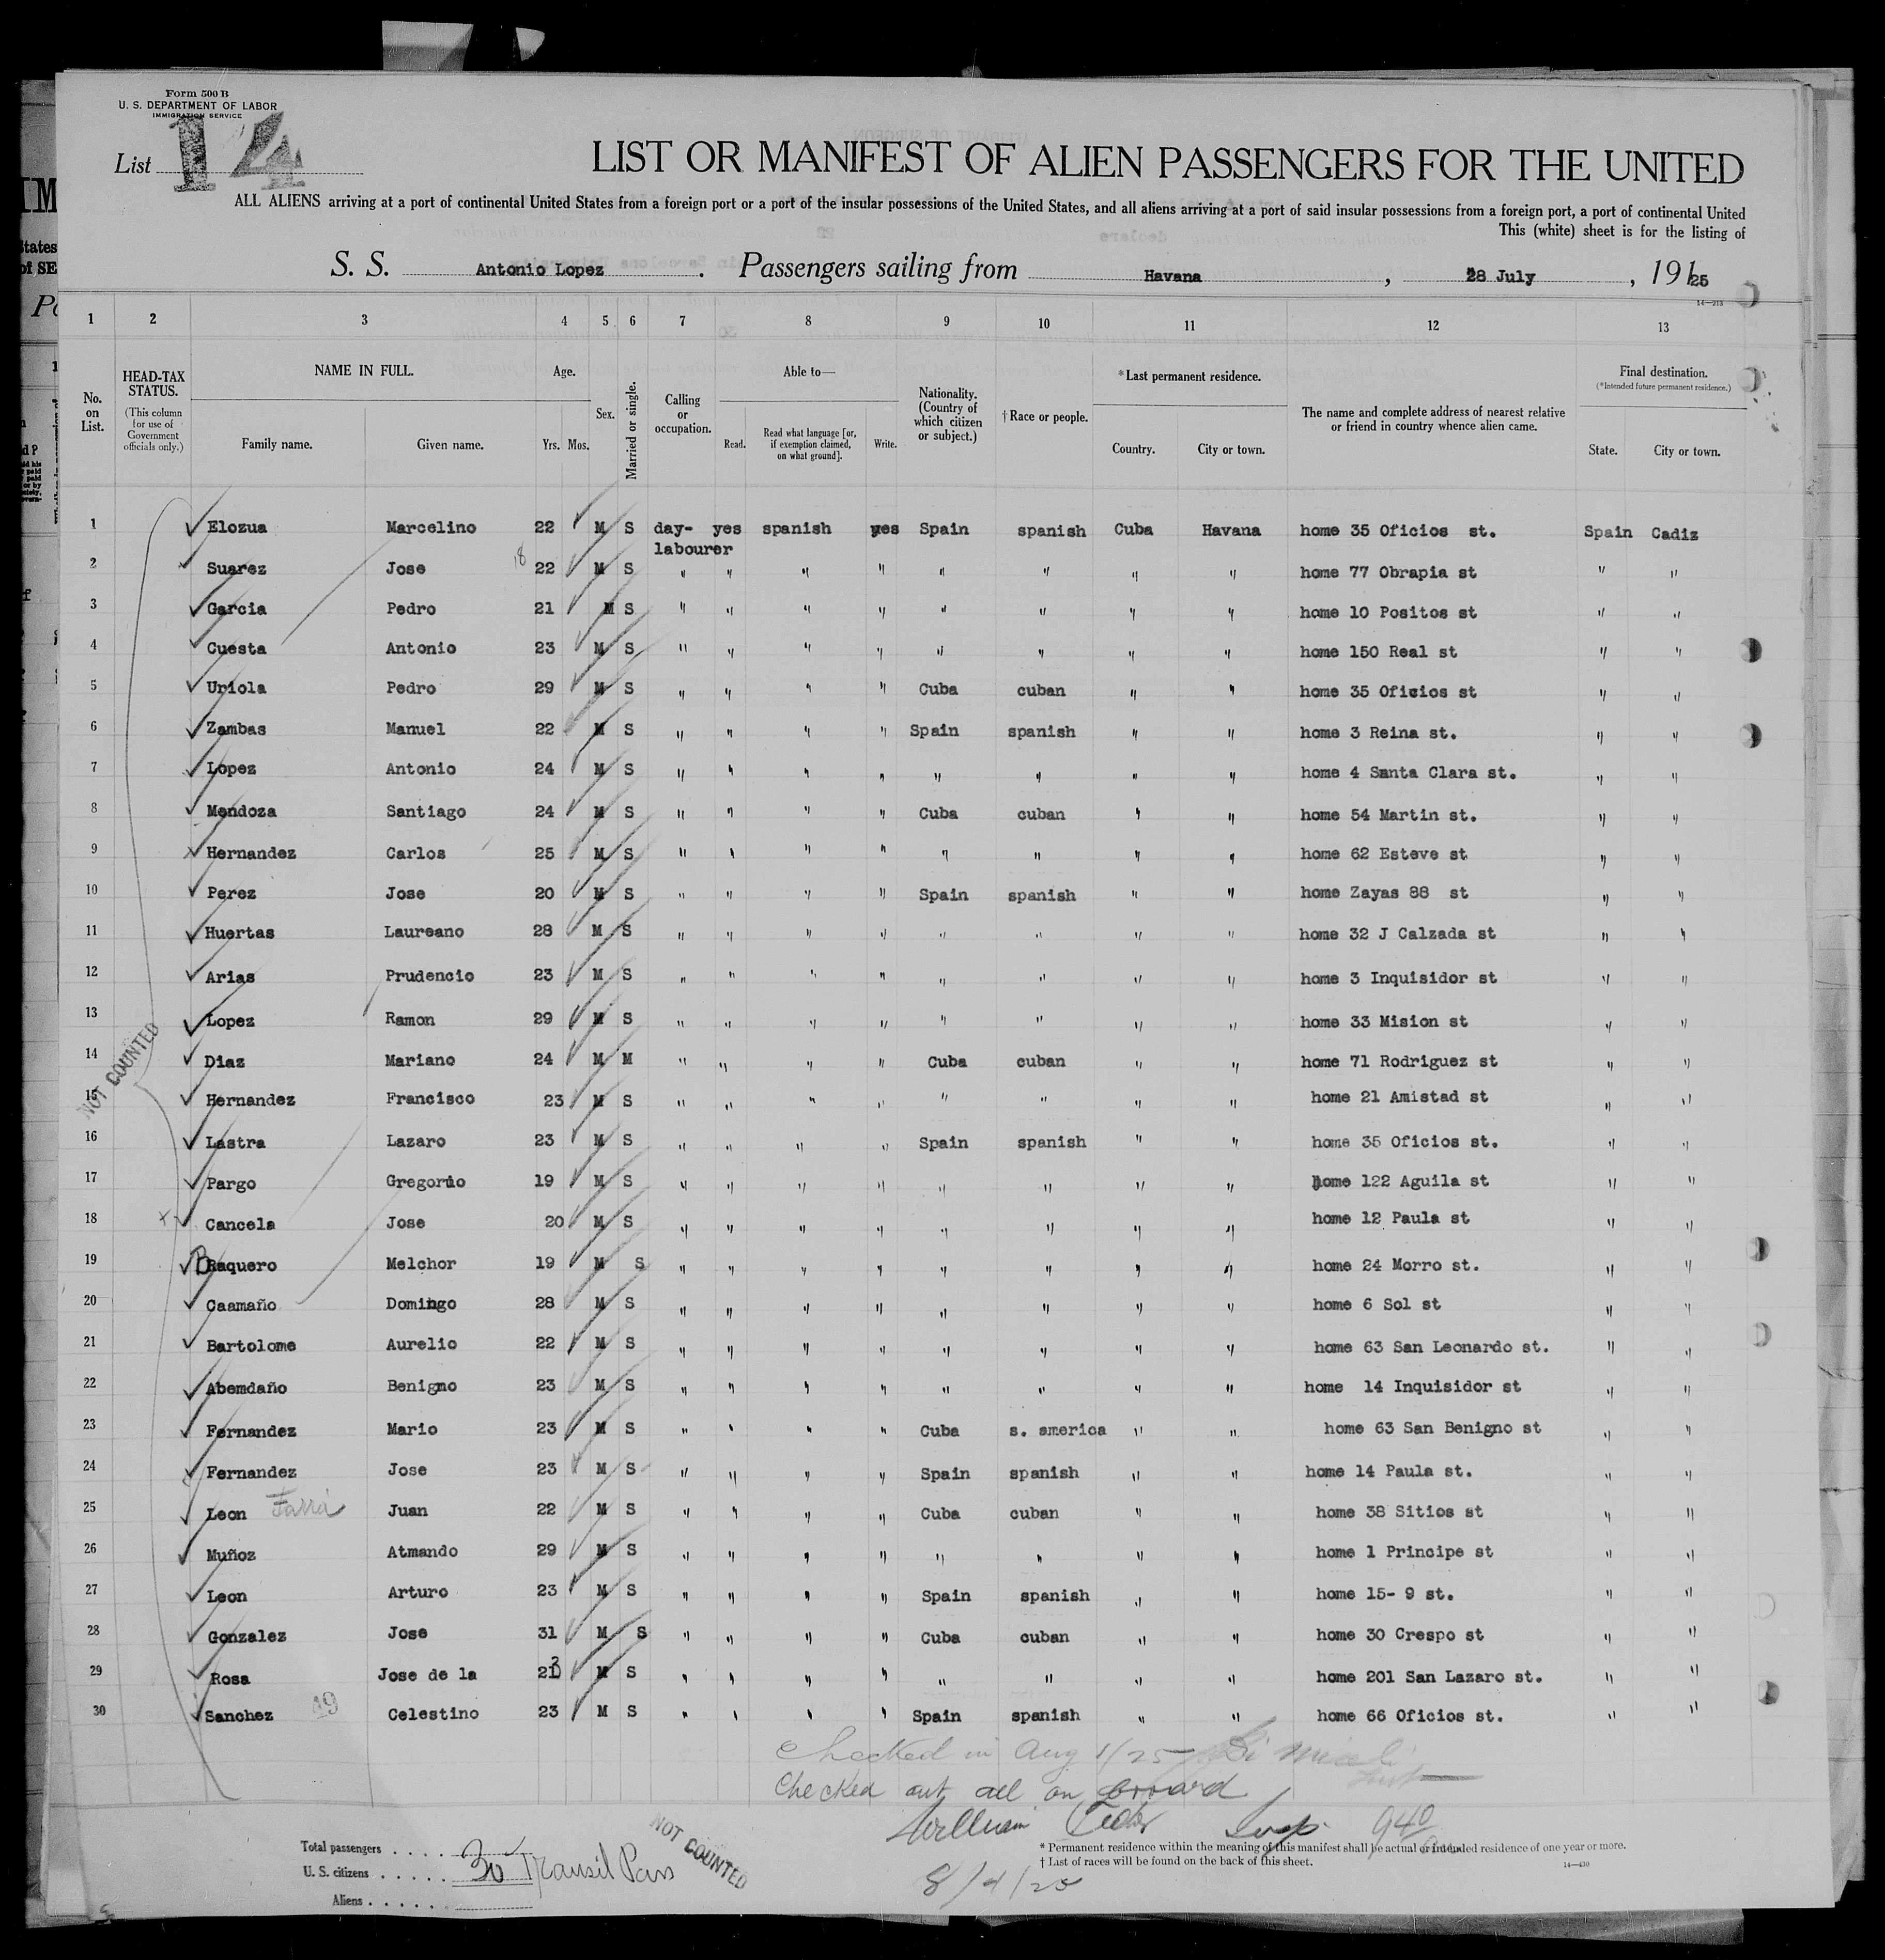 Form 500 B
U. S. DEPARTMENT OF LABOR
IMMIGRATION SERVICE
List 14
LIST OR MANIFEST OF ALIEN PASSENGERS FOR THE UNITED
ALL ALIENS arriving at a port of continental United States from a foreign port or a port of the insular possessions of the United States, and all aliens arriving at a port of said insular possessions from a foreign port, a port of continental United
This (white) sheet is for the listing of
S. S. Antonio Lopez . Passengers sailing from Havana , 28 July , 191 25
14—213
1 2 3 4 5 6 7 8 9 10 11 12 13
No. on List. HEAD-TAX STATUS. (This column for use of Government officials only.) NAME IN FULL. Family name. Given name. Age. Yrs. Mos. Sex. Married or single. Calling or occupation. Able to— Read. Read what language [or, if exemption claimed, on what ground]. Write. Nationality. (Country of which citizen or subject.) † Race or people. *Last permanent residence. Country. City or town. The name and complete address of nearest relative or friend in country whence alien came. Final destination. (*Intended future permanent residence.) State. City or town.
1 Elozua Marcelino 22 M S day-labourer yes spanish yes Spain spanish Cuba Havana home 35 Oficios st. Spain Cadiz
2 Suarez Jose 18 22 M S " " " " " " " " home 77 Obrapia st " "
3 Garcia Pedro 21 M S " " " " " " " " home 10 Positos st " "
4 Cuesta Antonio 23 M S " " " " " " " " home 150 Real st " "
5 Uriola Pedro 29 M S " " " " Cuba cuban " " home 35 Oficios st " "
6 Zambas Manuel 22 M S " " " " Spain spanish " " home 3 Reina st. " "
7 Lopez Antonio 24 M S " " " " " " " " home 4 Santa Clara st. " "
8 Mendoza Santiago 24 M S " " " " Cuba cuban " " home 54 Martin st. " "
9 Hernandez Carlos 25 M S " " " " " " " " home 62 Esteve st " "
10 Perez Jose 20 M S " " " " Spain spanish " " home Zayas 88 st " "
11 Huertas Laureano 28 M S " " " " " " " " home 32 J Calzada st " "
12 Arias Prudencio 23 M S " " " " " " " " home 3 Inquisidor st " "
13 Lopez Ramon 29 M S " " " " " " " " home 33 Mision st " "
14 Diaz Mariano 24 M M " " " " Cuba cuban " " home 71 Rodriguez st " "
15 Hernandez Francisco 23 M S " " " " " " " " home 21 Amistad st " "
16 Lastra Lazaro 23 M S " " " " Spain spanish " " home 35 Oficios st. " "
17 Pargo Gregorio 19 M S " " " " " " " " home 122 Aguila st " "
18 Cancela Jose 20 M S " " " " " " " " home 12 Paula st " "
19 Baquero Melchor 19 M S " " " " " " " " home 24 Morro st. " "
20 Caamaño Domingo 28 M S " " " " " " " " home 6 Sol st " "
21 Bartolome Aurelio 22 M S " " " " " " " " home 63 San Leonardo st. " "
22 Abemdaño Benigno 23 M S " " " " " " " " home 14 Inquisidor st " "
23 Fernandez Mario 23 M S " " " " Cuba s. america " " home 63 San Benigno st " "
24 Fernandez Jose 23 M S " " " " Spain spanish " " home 14 Paula st. " "
25 Leon Juan 22 M S " " " " Cuba cuban " " home 38 Sitios st " "
26 Muñoz Atmando 29 M S " " " " " " " " home 1 Principe st " "
27 Leon Arturo 23 M S " " " " Spain spanish " " home 15- 9 st. " "
28 Gonzalez Jose 31 M S " " " " Cuba cuban " " home 30 Crespo st " "
29 Rosa Jose de la 23 M S " " " " " " " " home 201 San Lazaro st. " "
30 Sanchez Celestino 23 M S " " " " Spain spanish " " home 66 Oficios st. " "
NOT COUNTED
Checked in Aug 1/25
Checked out all on board
William
8/4/25
Total passengers
U. S. citizens
Aliens
30 Transit Pass
NOT COUNTED
* Permanent residence within the meaning of this manifest shall be actual or intended residence of one year or more.
† List of races will be found on the back of this sheet.
14—430